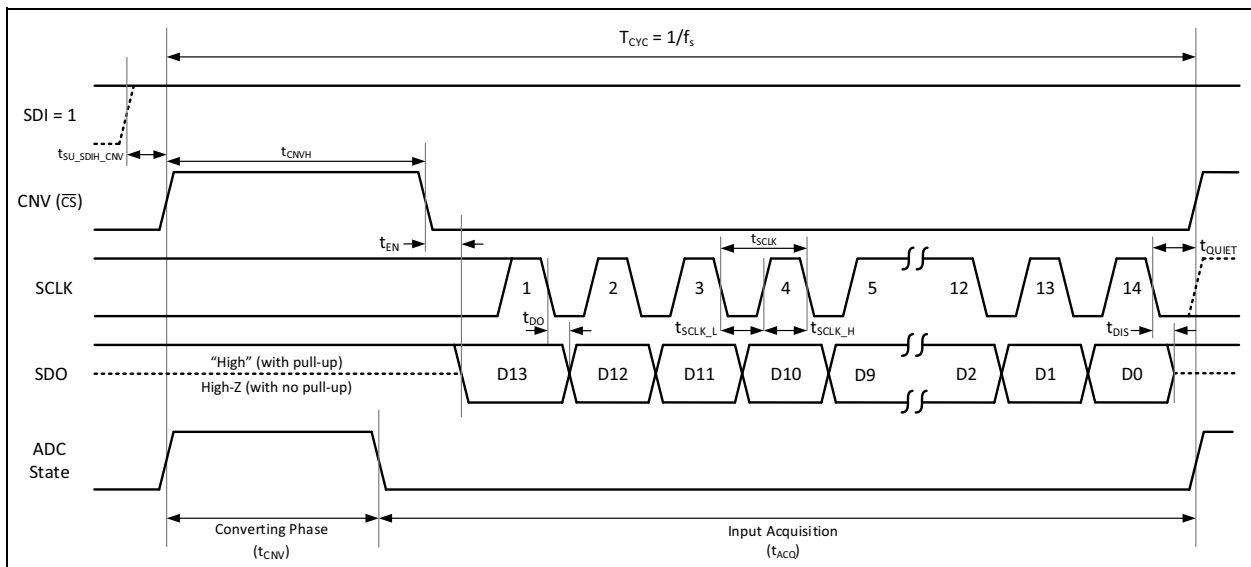 TCYC = 1/fs
SDI = 1
tSU_SDIH_CNV
tCNVH
CNV (CS)
tEN
tSCLK
tQUIET
SCLK
1
2
3
4
5
12
13
14
tDO
tSCLK_L
tSCLK_H
tDIS
"High" (with pull-up)
SDO
D13
D12
D11
D10
D9
D2
D1
D0
High-Z (with no pull-up)
ADC
State
Converting Phase
(tCNV)
Input Acquisition
(tACQ)